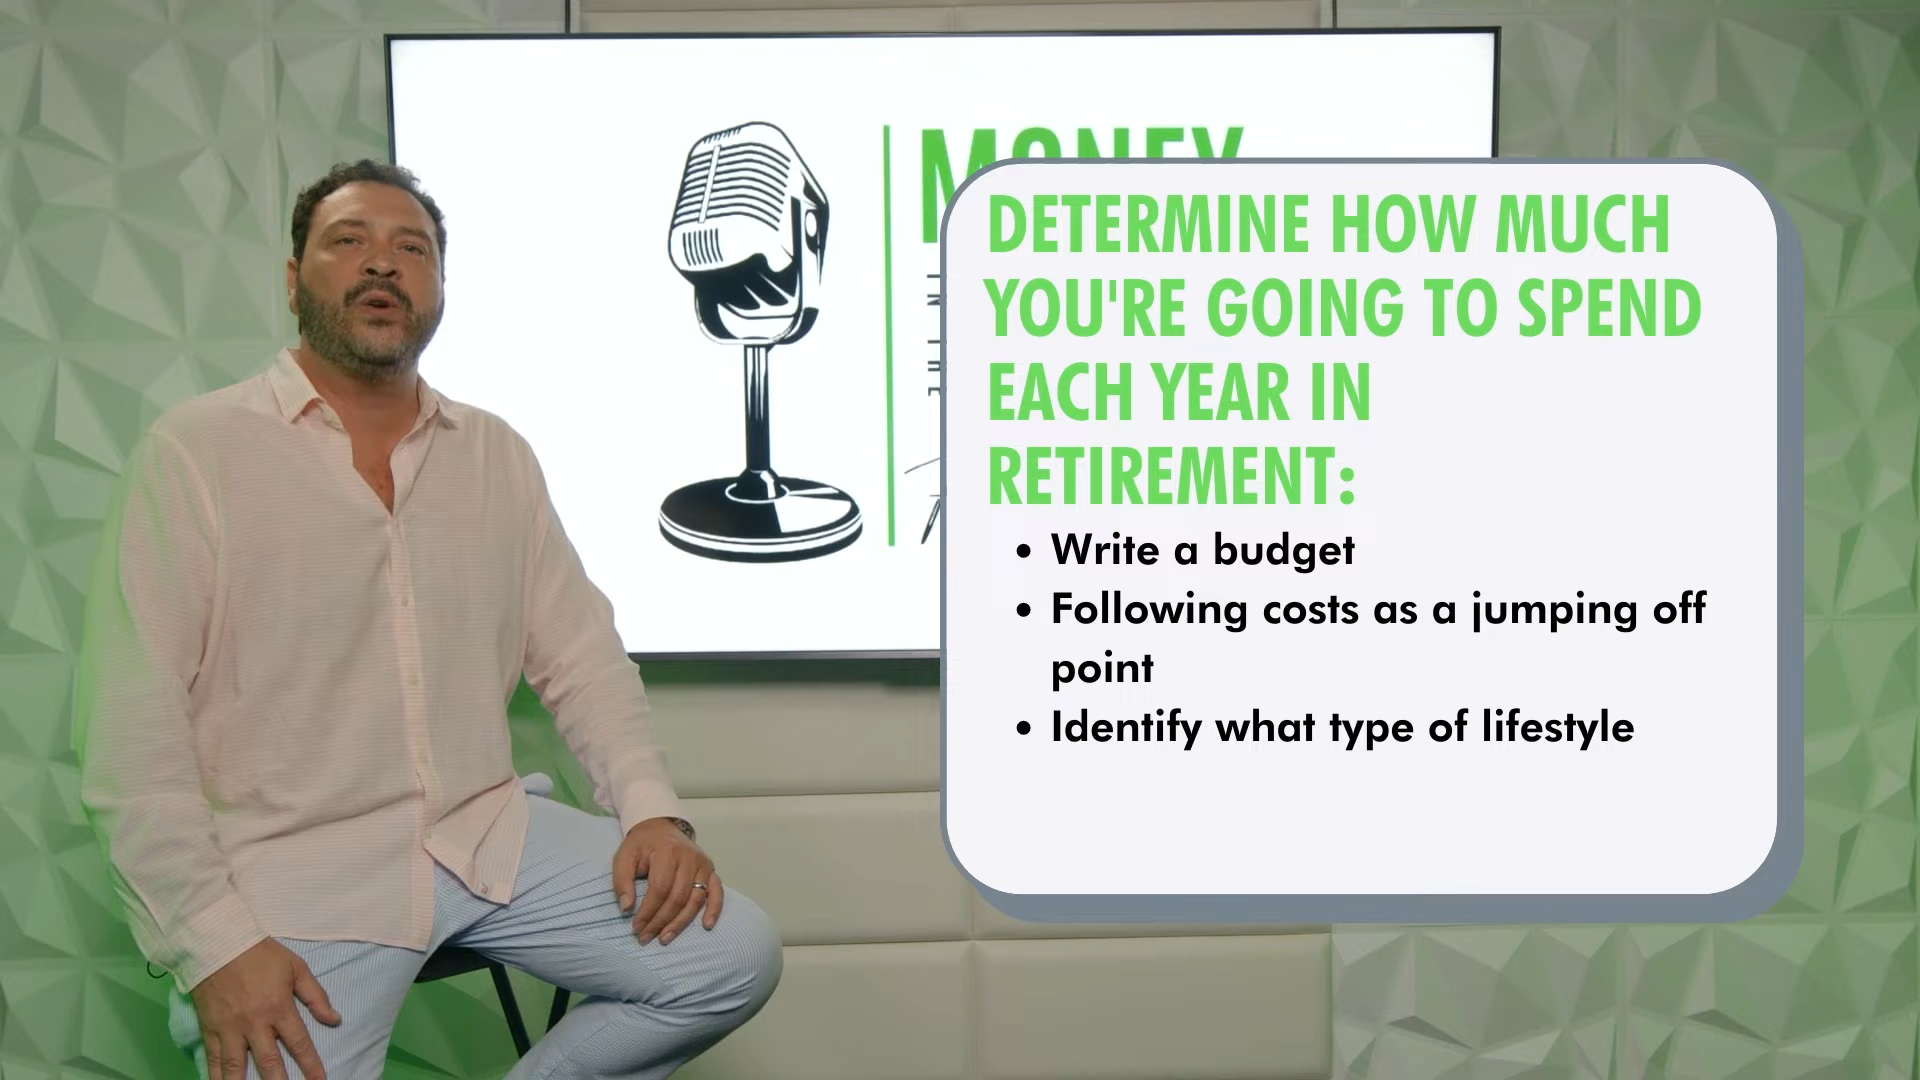 MONEY
DETERMINE HOW MUCH
YOU'RE GOING TO SPEND
EACH YEAR IN
RETIREMENT:
• Write a budget
• Following costs as a jumping off
point
• Identify what type of lifestyle